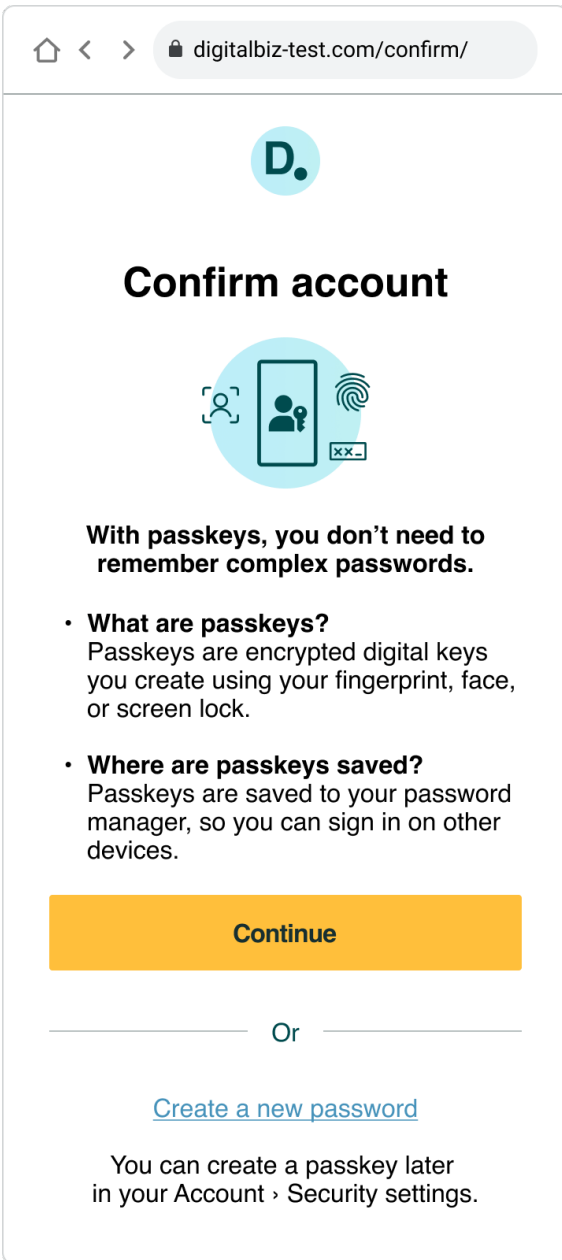 digitalbiz-test.com/confirm/
D.
Confirm account
xx_
With passkeys, you don’t need to
remember complex passwords.
• What are passkeys?
Passkeys are encrypted digital keys
you create using your fingerprint, face,
or screen lock.
• Where are passkeys saved?
Passkeys are saved to your password
manager, so you can sign in on other
devices.
Continue
Or
Create a new password
You can create a passkey later
in your Account › Security settings.